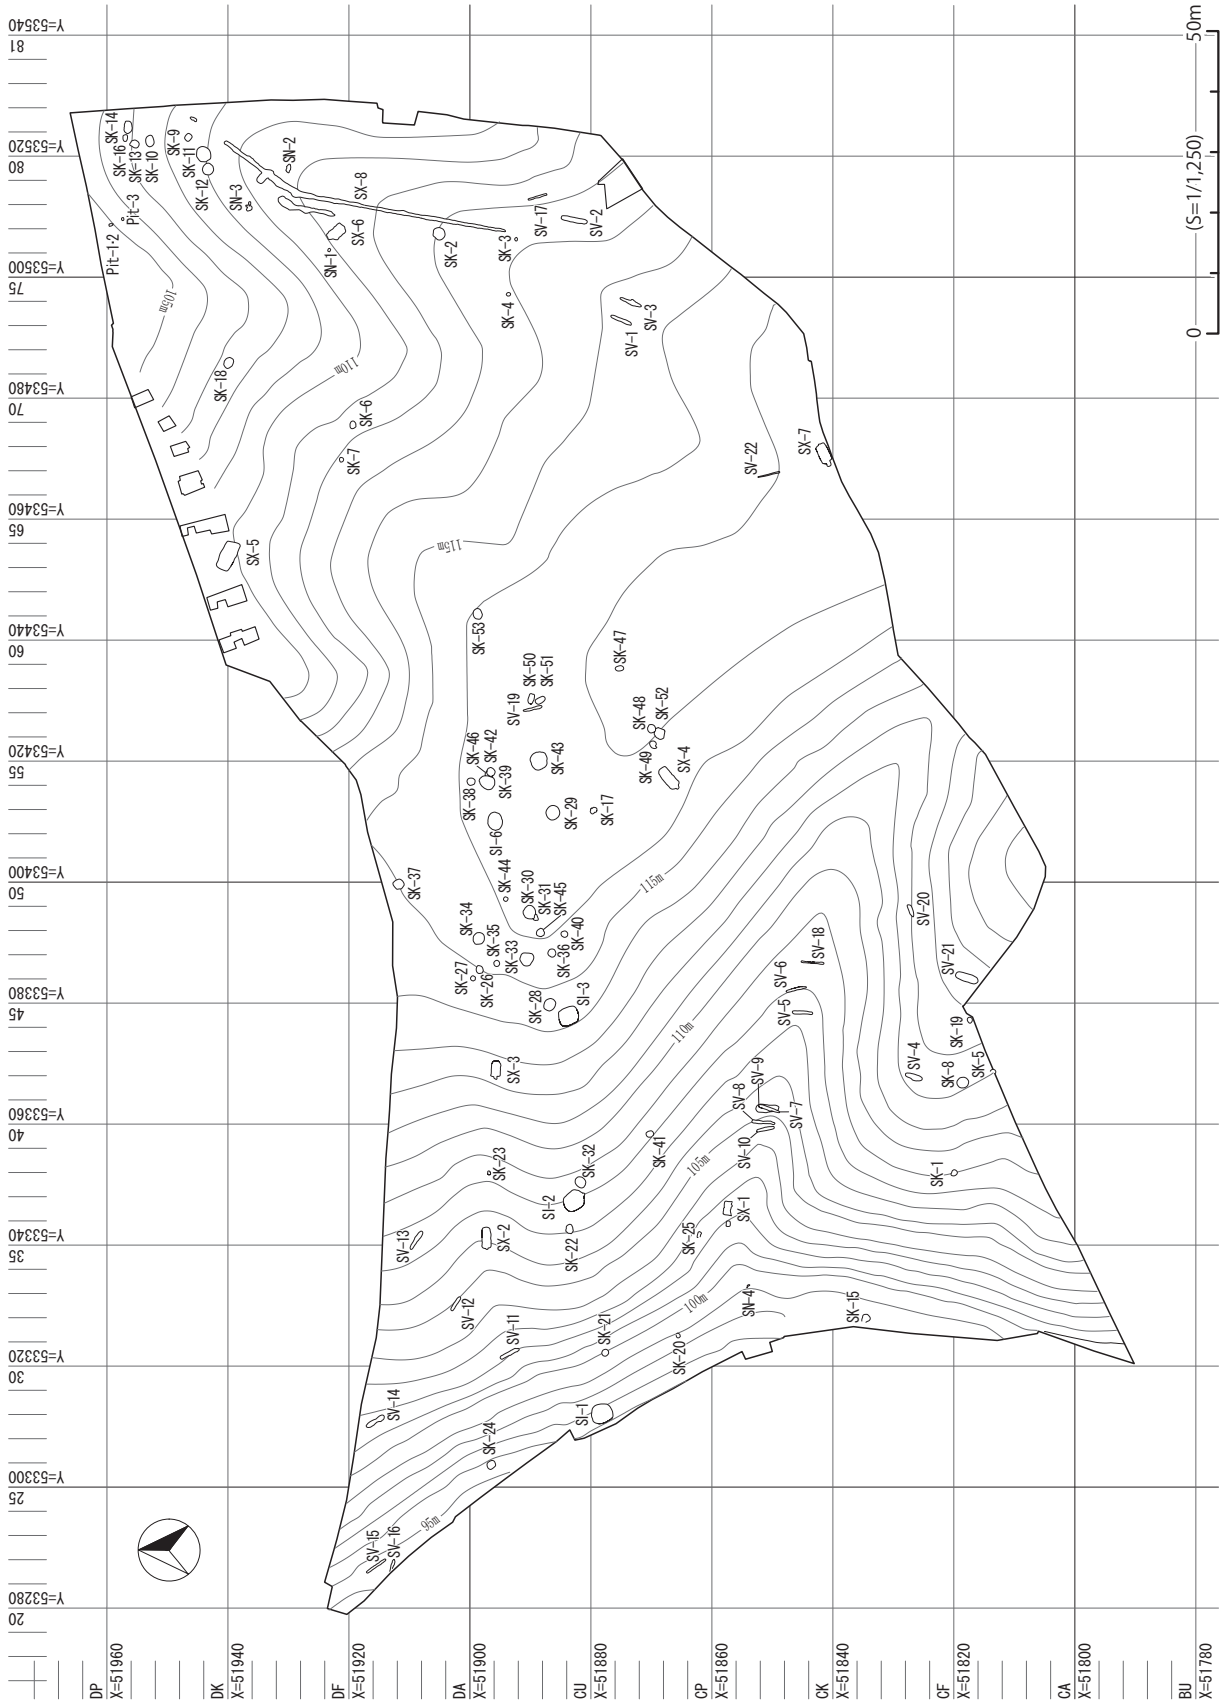 Y=53540
81
Y=53520
80
Y=53500
75
Y=53480
70
Y=53460
65
Y=53440
60
Y=53420
55
Y=53400
50
Y=53380
45
Y=53360
40
Y=53340
35
Y=53320
30
Y=53300
25
Y=53280
20
DP
X=51960
DK
X=51940
DF
X=51920
DA
X=51900
CU
X=51880
CP
X=51860
CK
X=51840
CF
X=51820
CA
X=51800
BU
X=51780
0
(S=1/1,250)
50m
SK-14
SK-16
SK-13
SK-10
SK-9
SK-11
SK-12
SN-3
SN-2
Pit-3
Pit-1・2
SX-8
SX-6
SN-1
SK-2
SK-3
SV-17
SV-2
SK-4
SV-1
SV-3
105m
110m
SK-18
SK-6
SK-7
SV-22
SX-7
SX-5
115m
SK-53
SK-47
SK-50
SK-51
SV-19
SK-48
SK-52
SK-49
SX-4
SK-46
SK-42
SK-39
SK-38
SK-43
SI-6
SK-29
SK-17
SK-37
SK-44
SK-30
SK-31
SK-45
SK-40
115m
SK-34
SK-35
SK-33
SK-36
SK-27
SK-26
SK-28
SI-3
SV-20
SV-21
SV-18
SV-6
SV-5
SK-19
SV-4
SK-8
SK-5
110m
SX-3
SV-9
SV-8
SV-7
SV-10
SK-41
105m
SK-23
SK-32
SI-2
SK-1
SX-1
SK-25
SK-22
SX-2
SV-13
SV-12
SN-4
100m
SK-15
SV-11
SK-21
SK-20
SV-14
SI-1
SK-24
95m
SV-15
SV-16